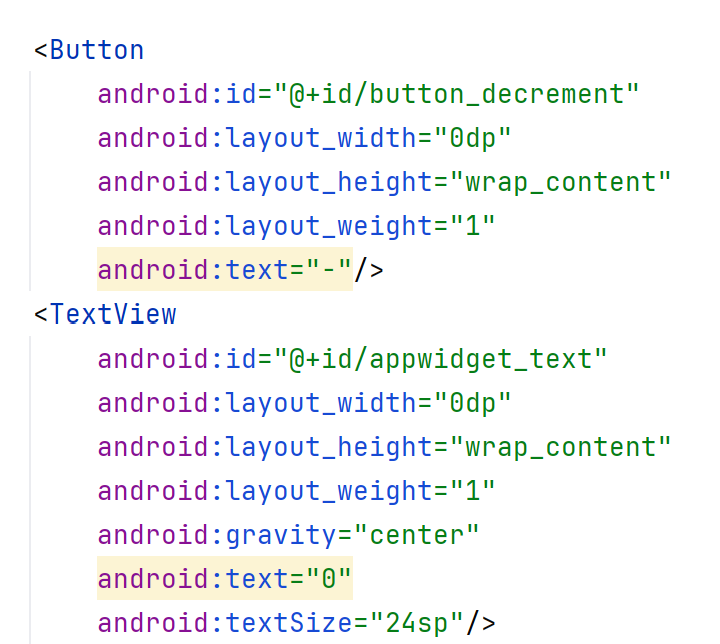 <Button
android:id="@+id/button_decrement"
android:layout_width="0dp"
android:layout_height="wrap_content"
android:layout_weight="1"
android:text="-"/>
<TextView
android:id="@+id/appwidget_text"
android:layout_width="0dp"
android:layout_height="wrap_content"
android:layout_weight="1"
android:gravity="center"
android:text="0"
android:textSize="24sp"/>